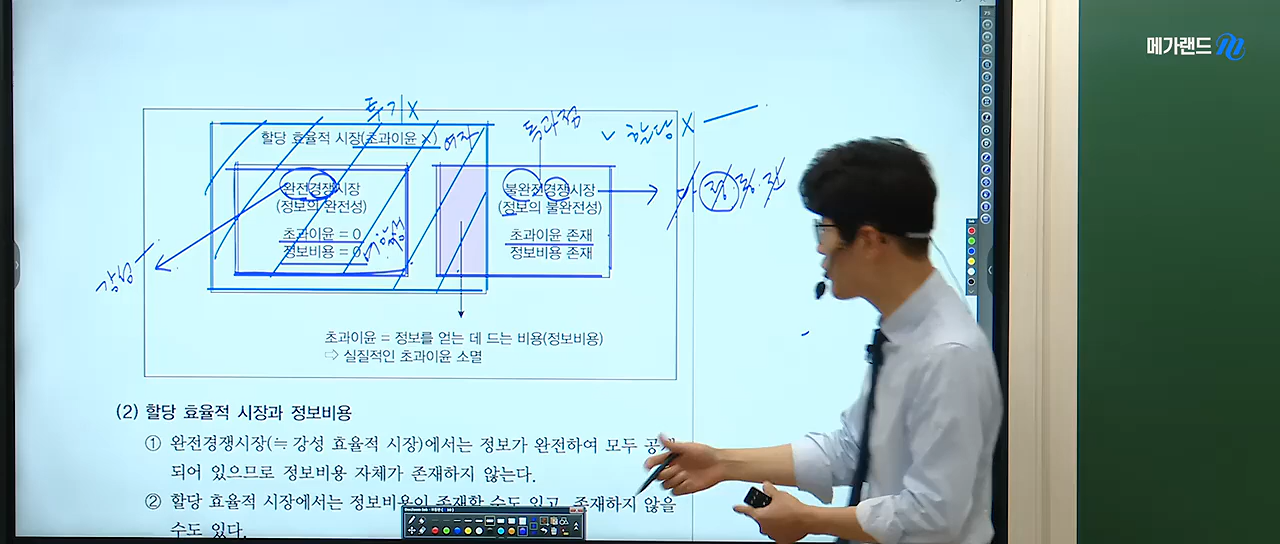 메가랜드
투기X
할당 효율적 시장(초과이윤 X)
독과점
할당 X
완전경쟁시장
(정보의 완전성)
초과이윤 = 0
정보비용 = 0
불완전경쟁시장
(정보의 불완전성)
초과이윤 존재
정보비용 존재
강성
초과이윤 = 정보를 얻는 데 드는 비용(정보비용)
⇨ 실질적인 초과이윤 소멸
(2) 할당 효율적 시장과 정보비용
① 완전경쟁시장(≒ 강성 효율적 시장)에서는 정보가 완전하여 모두
되어 있으므로 정보비용 자체가 존재하지 않는다.
② 할당 효율적 시장에서는 정보비용이 존재할 수도 있고, 존재하지 않을
수도 있다.